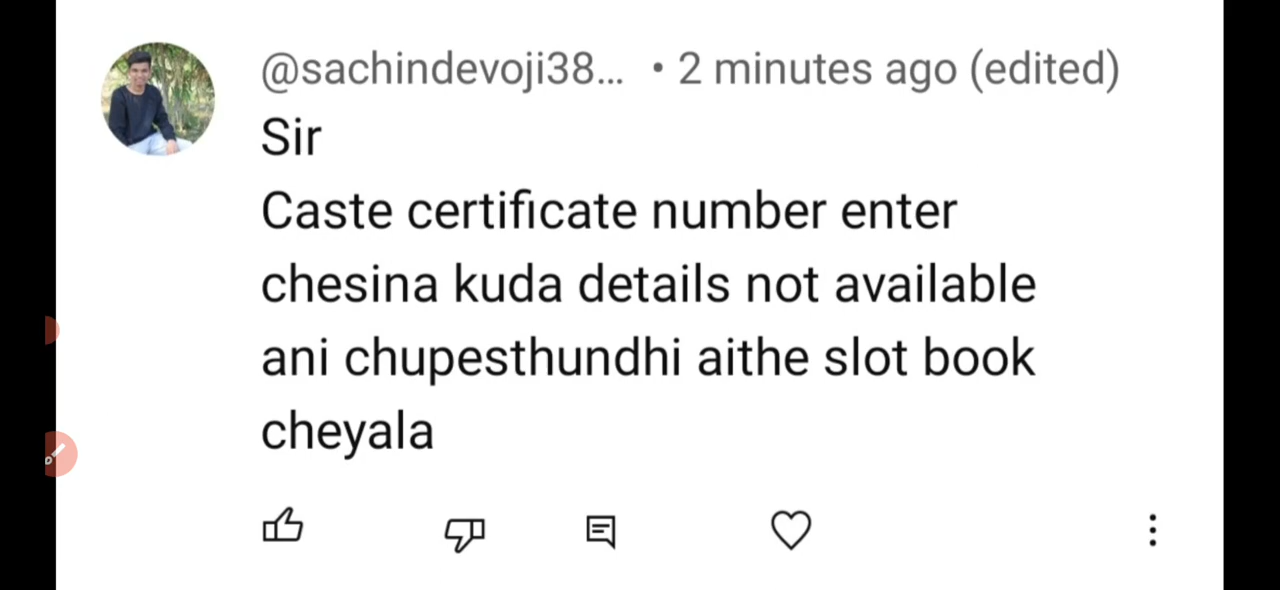 @sachindevoji38... • 2 minutes ago (edited)
Sir
Caste certificate number enter
chesina kuda details not available
ani chupesthundhi aithe slot book
cheyala